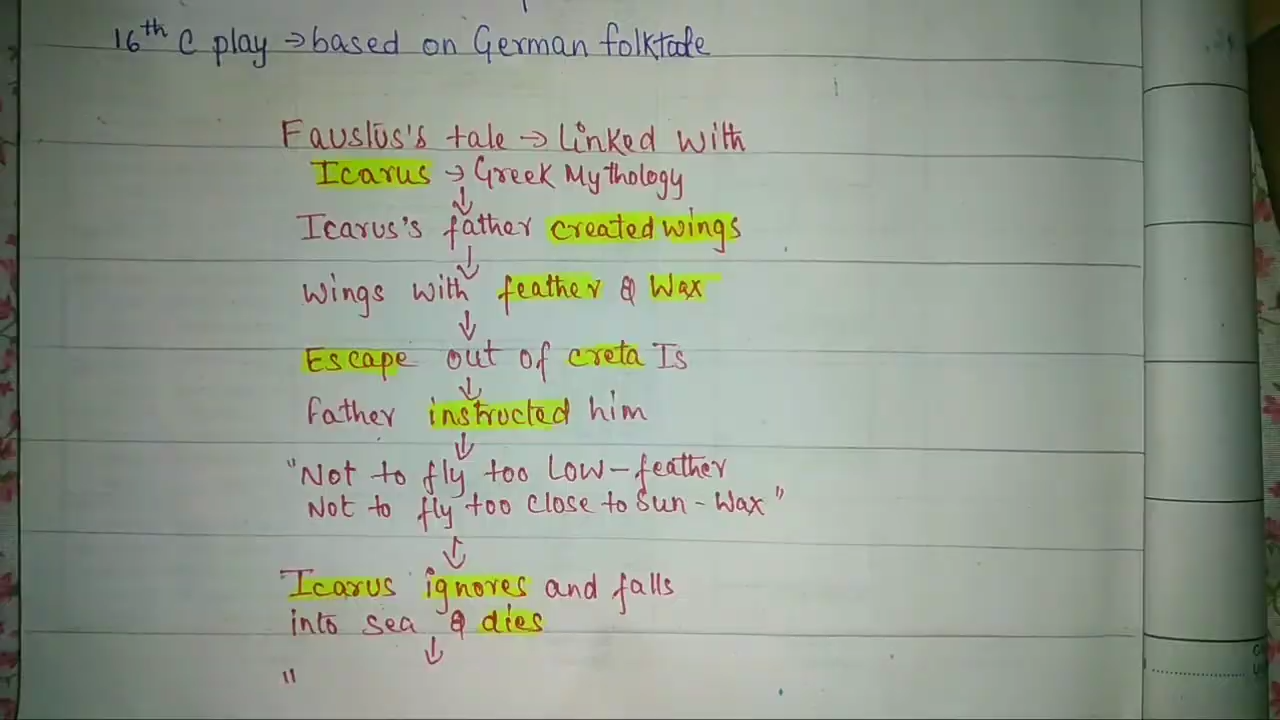 16th C play → based on German folktale
Faustus's tale → Linked with
Icarus → Greek Mythology
↓
Icarus's father created wings
↓
Wings with feather & Wax
↓
Escape out of creta Is
↓
father instructed him
↓
"Not to fly too Low - feather
Not to fly too close to Sun - Wax"
↓
Icarus ignores and falls
into sea & dies
↓
"